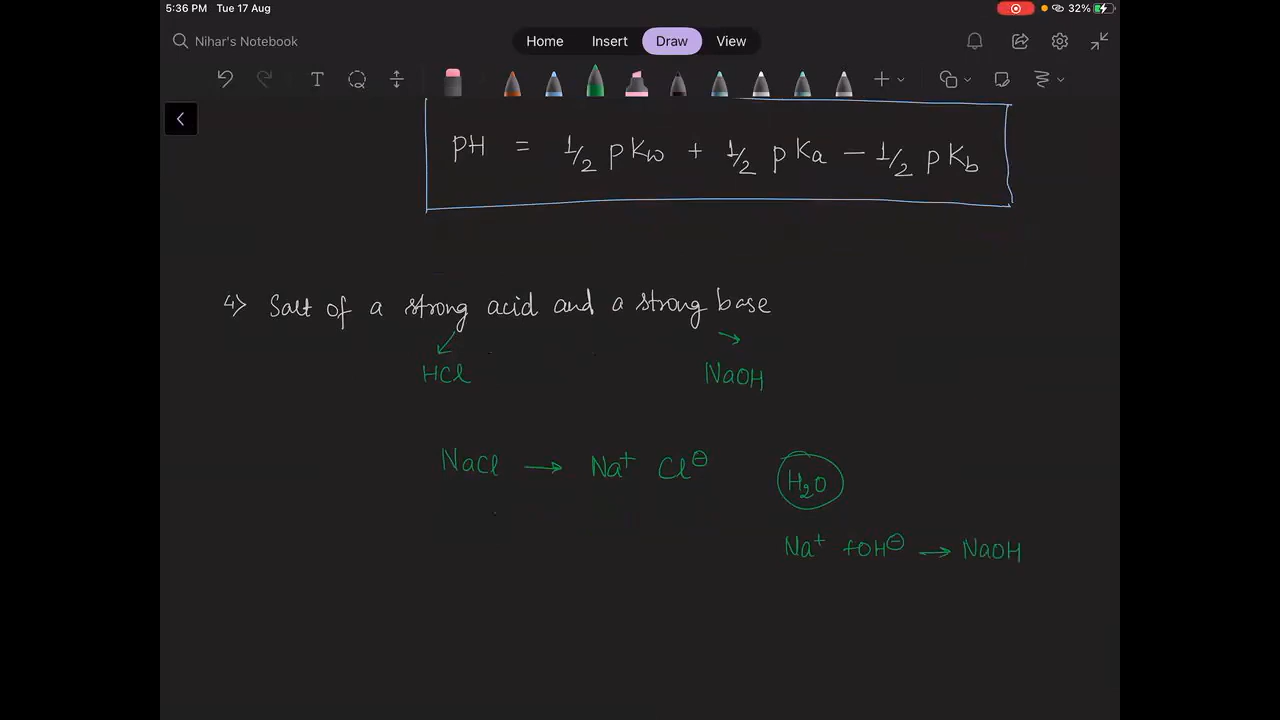 5:36 PM Tue 17 Aug
32%
Nihar's Notebook
Home Insert Draw View
pH = 1/2 pKw + 1/2 pKa − 1/2 pKb
4> Salt of a strong acid and a strong base
HCl NaOH
NaCl → Na⁺ Cl⊖ H₂O
Na⁺ + OH⊖ → NaOH